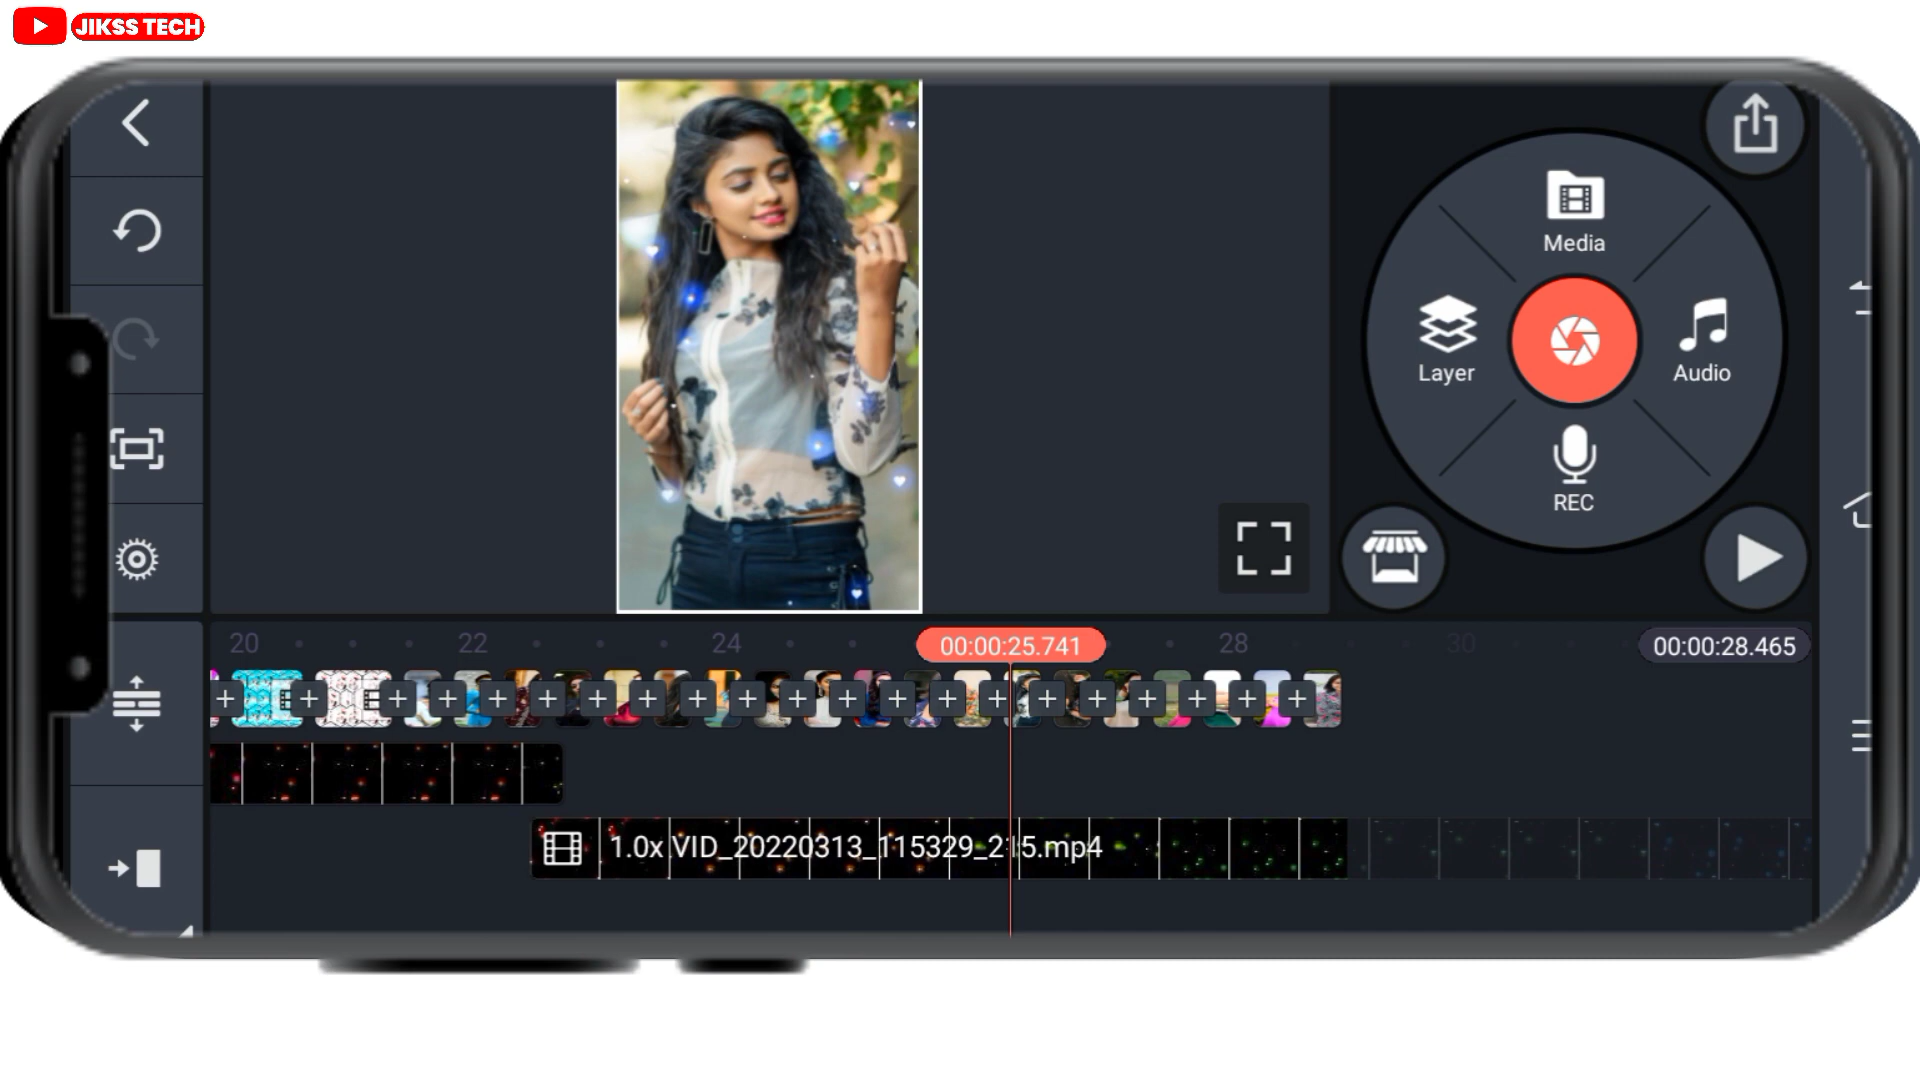 JIKSS TECH
Media
Layer
Audio
REC
20 22 24 00:00:25.741 28 30 00:00:28.465
1.0x VID_20220313_115329_215.mp4